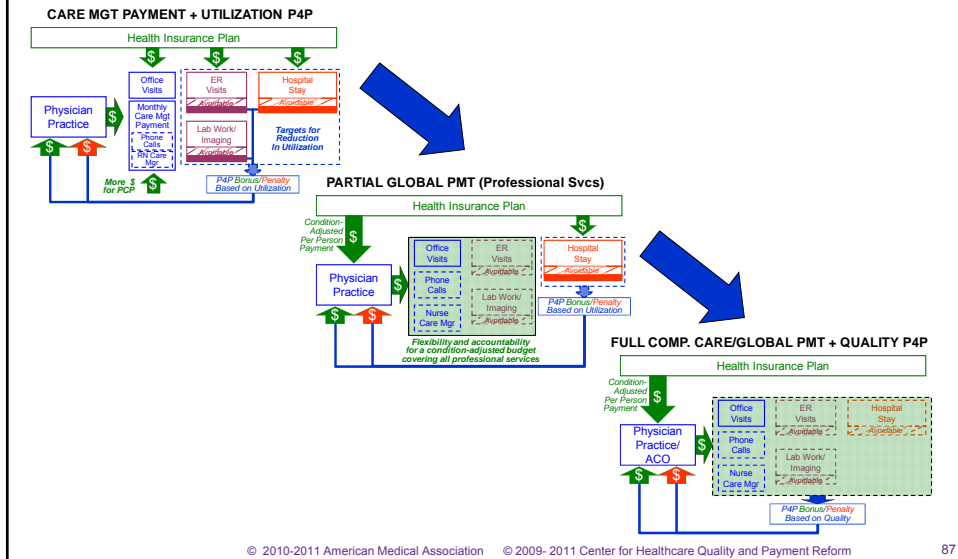 CARE MGT PAYMENT + UTILIZATION P4P
Health Insurance Plan
$
$
$
Office
Visits
ER
Visits
Avoidable
Hospital
Stay
Avoidable
Physician
Practice
$
Monthly
Care Mgt
Payment
Phone
Calls
RN Care
Mgr
Lab Work/
Imaging
Avoidable
Targets for
Reduction
In Utilization
$
$
More $
for PCP
$
P4P Bonus/Penalty
Based on Utilization
PARTIAL GLOBAL PMT (Professional Svcs)
Health Insurance Plan
Condition-
Adjusted
Per Person
Payment
$
$
Office
Visits
ER
Visits
Avoidable
Hospital
Stay
Avoidable
Physician
Practice
$
Phone
Calls
Lab Work/
Imaging
Avoidable
Nurse
Care Mgr
P4P Bonus/Penalty
Based on Utilization
$
$
Flexibility and accountability
for a condition-adjusted budget
covering all professional services
FULL COMP. CARE/GLOBAL PMT + QUALITY P4P
Health Insurance Plan
Condition-
Adjusted
Per Person
Payment
$
Office
Visits
ER
Visits
Avoidable
Hospital
Stay
Avoidable
Physician
Practice/
ACO
$
Phone
Calls
Lab Work/
Imaging
Avoidable
Nurse
Care Mgr
$
$
P4P Bonus/Penalty
Based on Quality
© 2010-2011 American Medical Association © 2009- 2011 Center for Healthcare Quality and Payment Reform 87